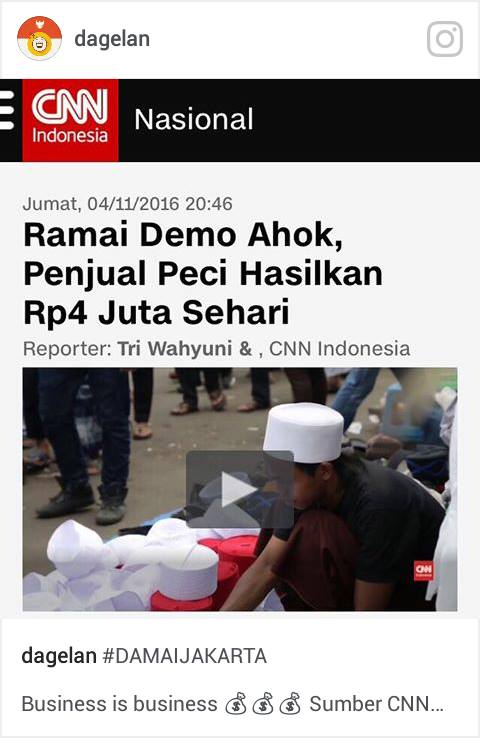 dagelan
CNN
Indonesia
Nasional
Jumat, 04/11/2016 20:46
Ramai Demo Ahok,
Penjual Peci Hasilkan
Rp4 Juta Sehari
Reporter: Tri Wahyuni & , CNN Indonesia
CNN
dagelan #DAMAIJAKARTA
Business is business 💰💰💰 Sumber CNN...